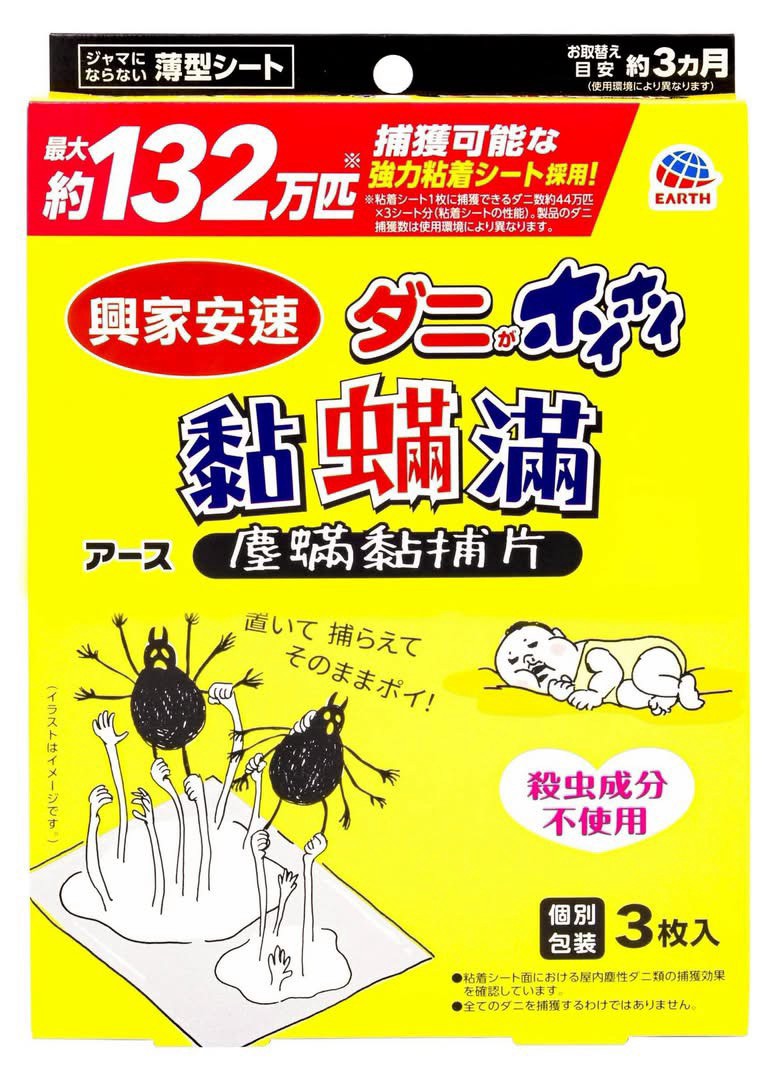 ジャマに
ならない
薄型シート
お取替え
目安
約3カ月
(使用環境により異なります)
最大
約132万匹※
捕獲可能な
強力粘着シート採用!
※粘着シート1枚に捕獲できるダニ数約44万匹
×3シート分(粘着シートの性能)。製品のダニ
捕獲数は使用環境により異なります。
EARTH
興家安速
ダニがホイホイ
黏蟎滿
アース
塵蟎黏捕片
置いて 捕らえて
そのままポイ!
(イラストはイメージです。)
殺虫成分
不使用
個別
包装
3枚入
●粘着シート面における屋内塵性ダニ類の捕獲効果
を確認しています。
●全てのダニを捕獲するわけではありません。